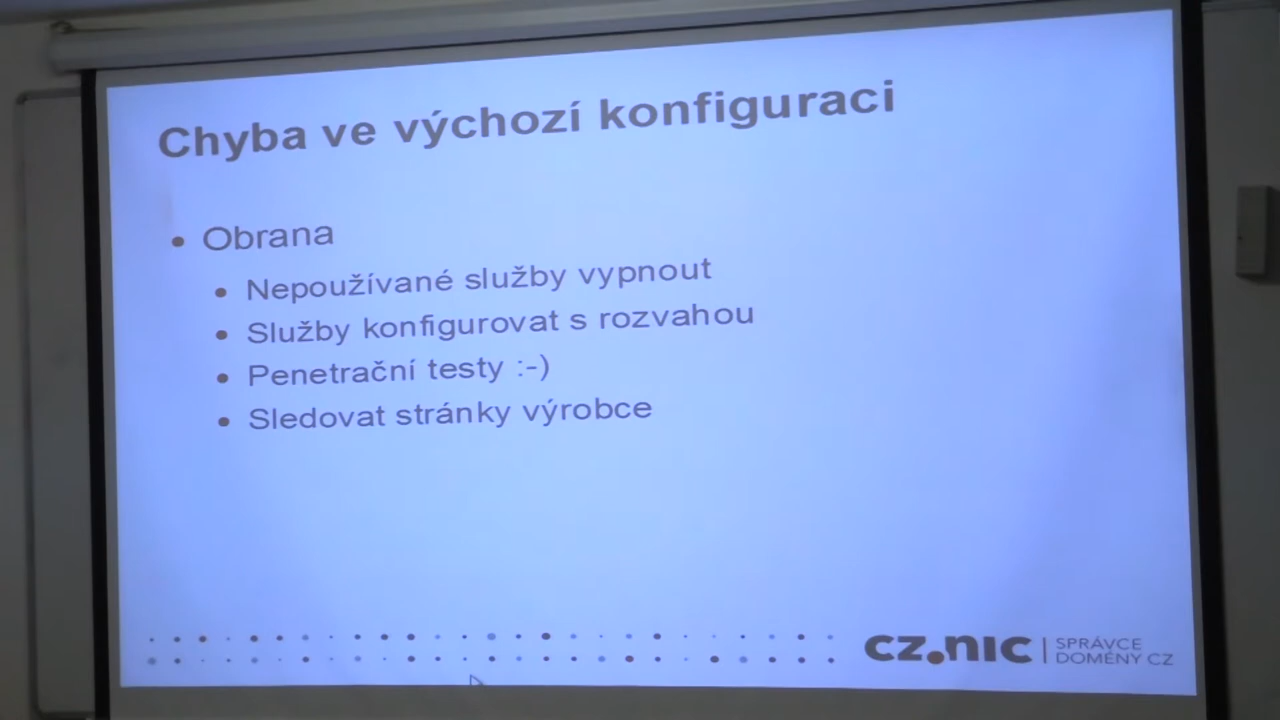 Chyba ve výchozí konfiguraci
Obrana
Nepoužívané služby vypnout
Služby konfigurovat s rozvahou
Penetrační testy :-)
Sledovat stránky výrobce
cz.nic
SPRÁVCE
DOMÉNY CZ